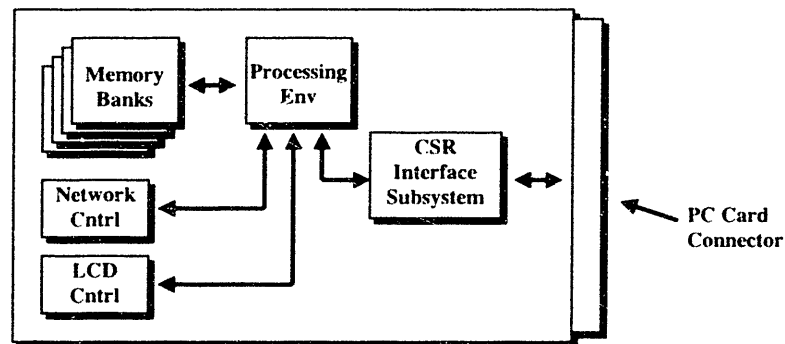 Memory
Banks
Processing
Env
CSR
Interface
Subsystem
Network
Cntrl
LCD
Cntrl
PC Card
Connector